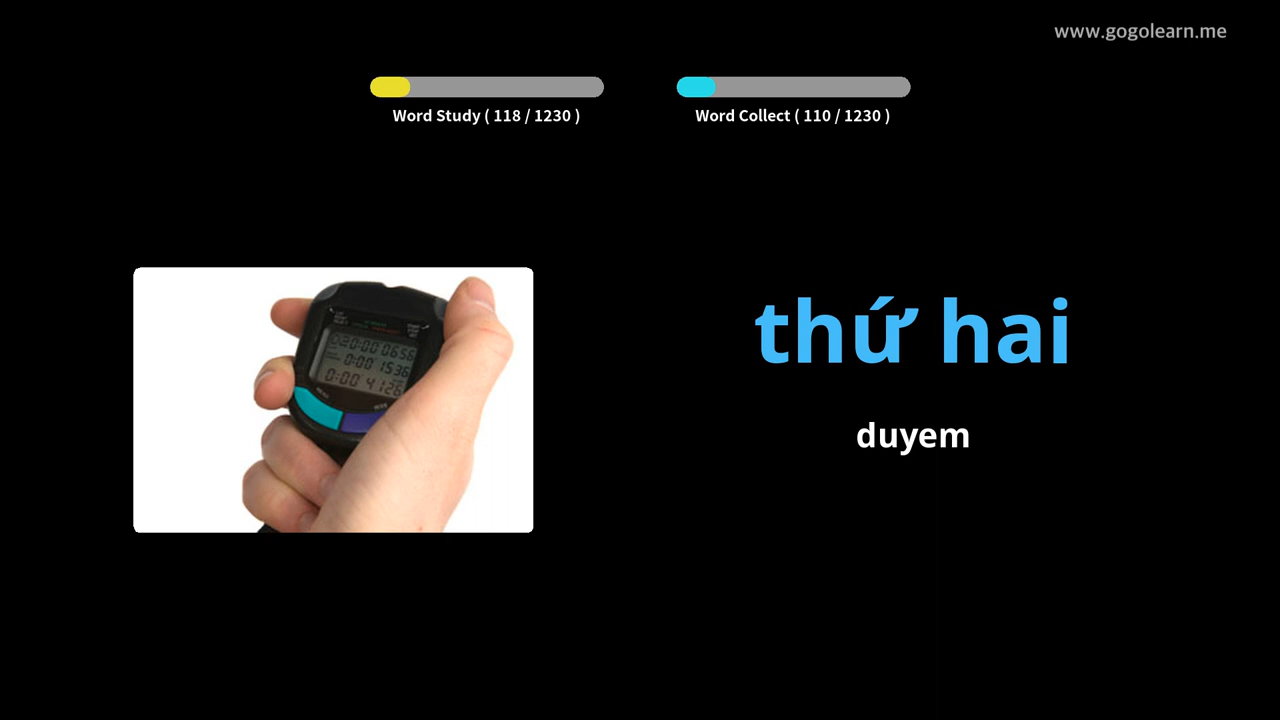 www.gogolearn.me
Word Study ( 118 / 1230 )
Word Collect ( 110 / 1230 )
thứ hai
duyem